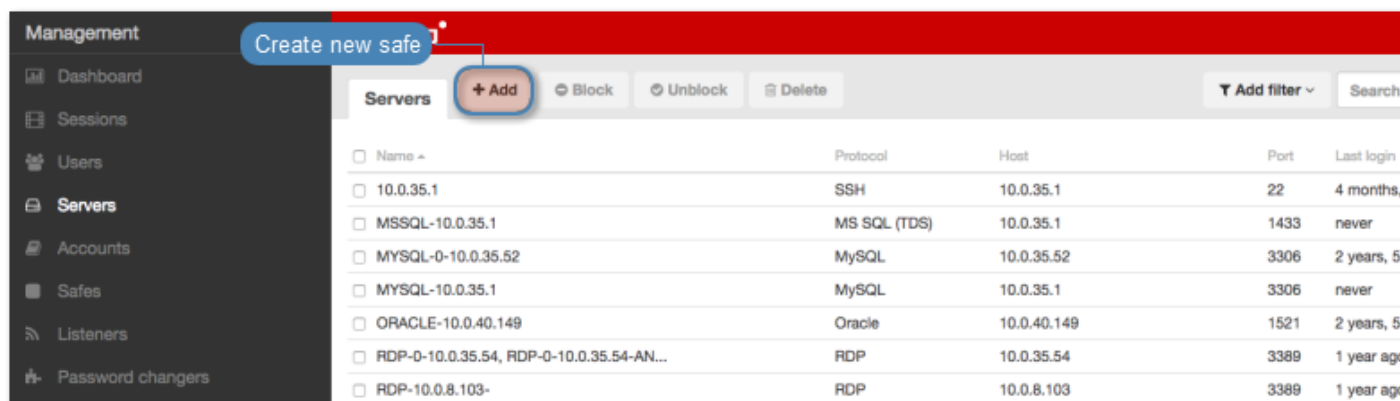 Management
Create new safe
Dashboard
Sessions
Users
Servers
Accounts
Safes
Listeners
Password changers
Servers
+ Add
Block
Unblock
Delete
Add filter
Search
Name Protocol Host Port Last login
10.0.35.1 SSH 10.0.35.1 22 4 months,
MSSQL-10.0.35.1 MS SQL (TDS) 10.0.35.1 1433 never
MYSQL-0-10.0.35.52 MySQL 10.0.35.52 3306 2 years, 5
MYSQL-10.0.35.1 MySQL 10.0.35.1 3306 never
ORACLE-10.0.40.149 Oracle 10.0.40.149 1521 2 years, 5
RDP-0-10.0.35.54, RDP-0-10.0.35.54-AN... RDP 10.0.35.54 3389 1 year ago
RDP-10.0.8.103- RDP 10.0.8.103 3389 1 year ago